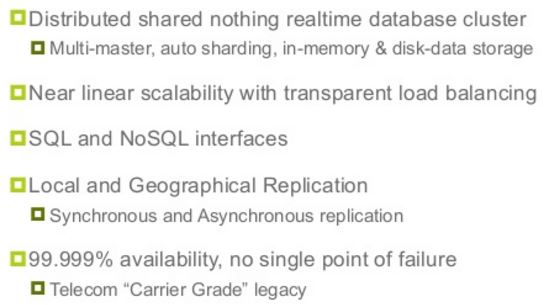 Distributed shared nothing realtime database cluster
Multi-master, auto sharding, in-memory & disk-data storage
Near linear scalability with transparent load balancing
SQL and NoSQL interfaces
Local and Geographical Replication
Synchronous and Asynchronous replication
99.999% availability, no single point of failure
Telecom “Carrier Grade” legacy